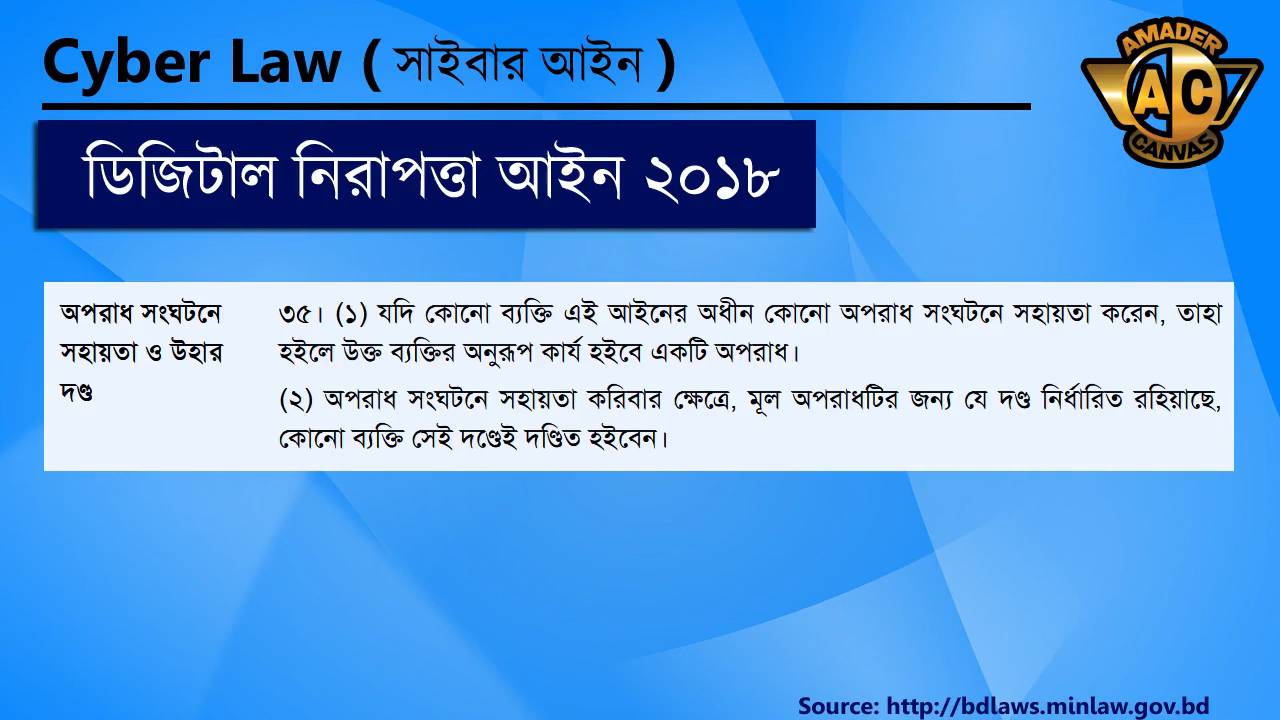 Cyber Law ( সাইবার আইন )
AMADER
AC
CANVAS
ডিজিটাল নিরাপত্তা আইন ২০১৮
অপরাধ সংঘটনে
সহায়তা ও উহার
দণ্ড
৩৫। (১) যদি কোনো ব্যক্তি এই আইনের অধীন কোনো অপরাধ সংঘটনে সহায়তা করেন, তাহা
হইলে উক্ত ব্যক্তির অনুরূপ কার্য হইবে একটি অপরাধ।
(২) অপরাধ সংঘটনে সহায়তা করিবার ক্ষেত্রে, মূল অপরাধটির জন্য যে দণ্ড নির্ধারিত রহিয়াছে,
কোনো ব্যক্তি সেই দণ্ডেই দণ্ডিত হইবেন।
Source: http://bdlaws.minlaw.gov.bd